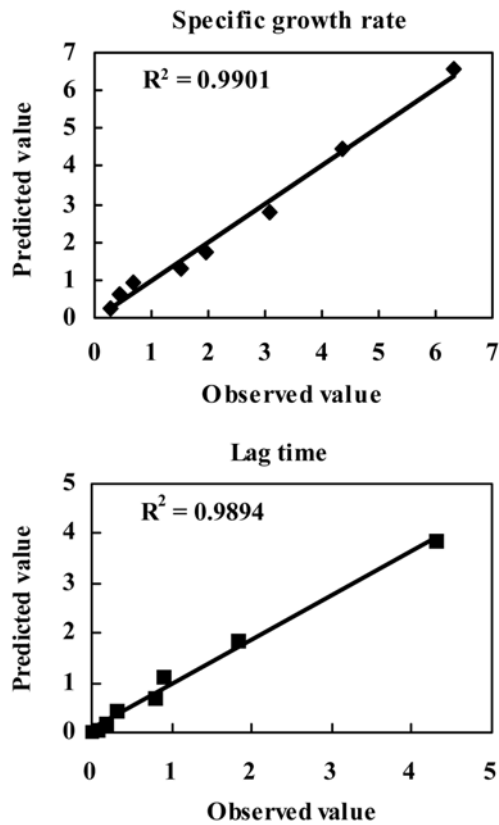 Specific growth rate
R² = 0.9901
7
6
5
4
3
2
1
0
Predicted value
0 1 2 3 4 5 6 7
Observed value
Lag time
R² = 0.9894
5
4
3
2
1
0
Predicted value
0 1 2 3 4 5
Observed value